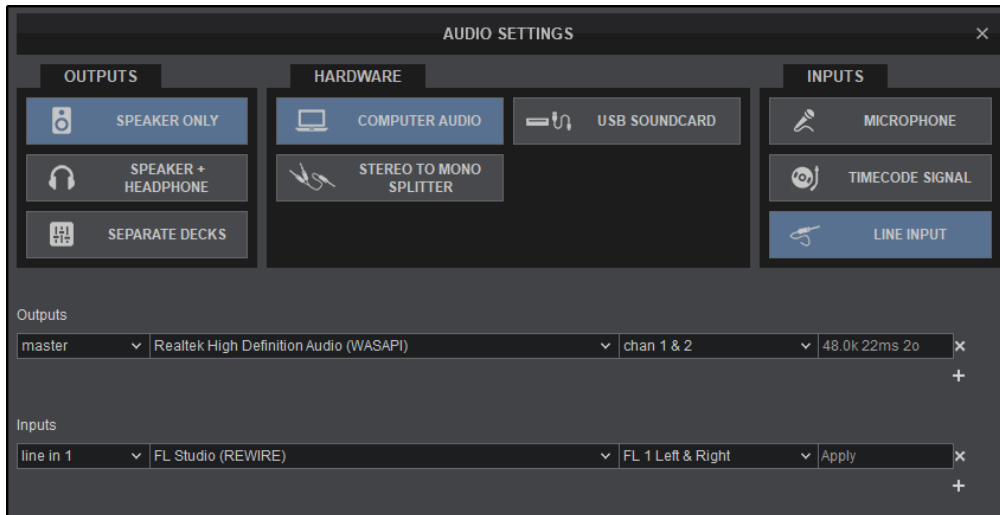 AUDIO SETTINGS
OUTPUTS
HARDWARE
INPUTS
SPEAKER ONLY
COMPUTER AUDIO
USB SOUNDCARD
MICROPHONE
SPEAKER +
HEADPHONE
STEREO TO MONO
SPLITTER
TIMECODE SIGNAL
SEPARATE DECKS
LINE INPUT
Outputs
master
Realtek High Definition Audio (WASAPI)
chan 1 & 2
48.0k 22ms 2o
Inputs
line in 1
FL Studio (REWIRE)
FL 1 Left & Right
Apply